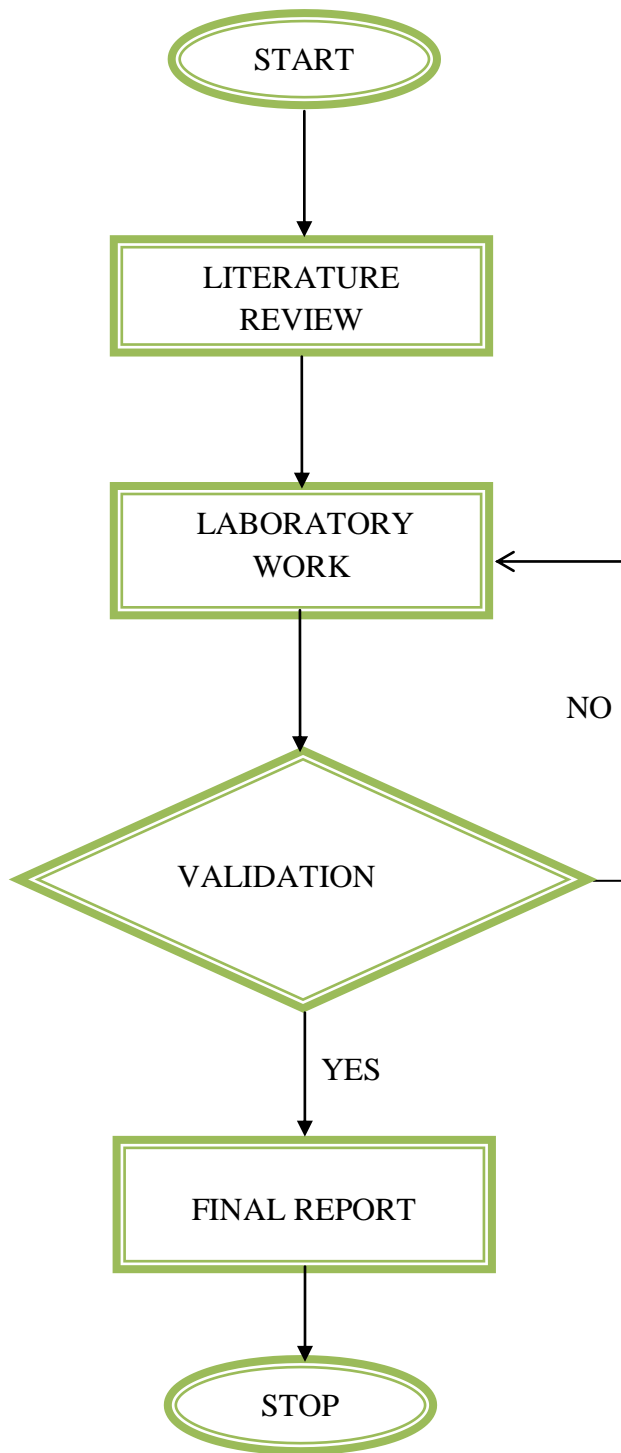 START
LITERATURE
REVIEW
LABORATORY
WORK
NO
VALIDATION
YES
FINAL REPORT
STOP